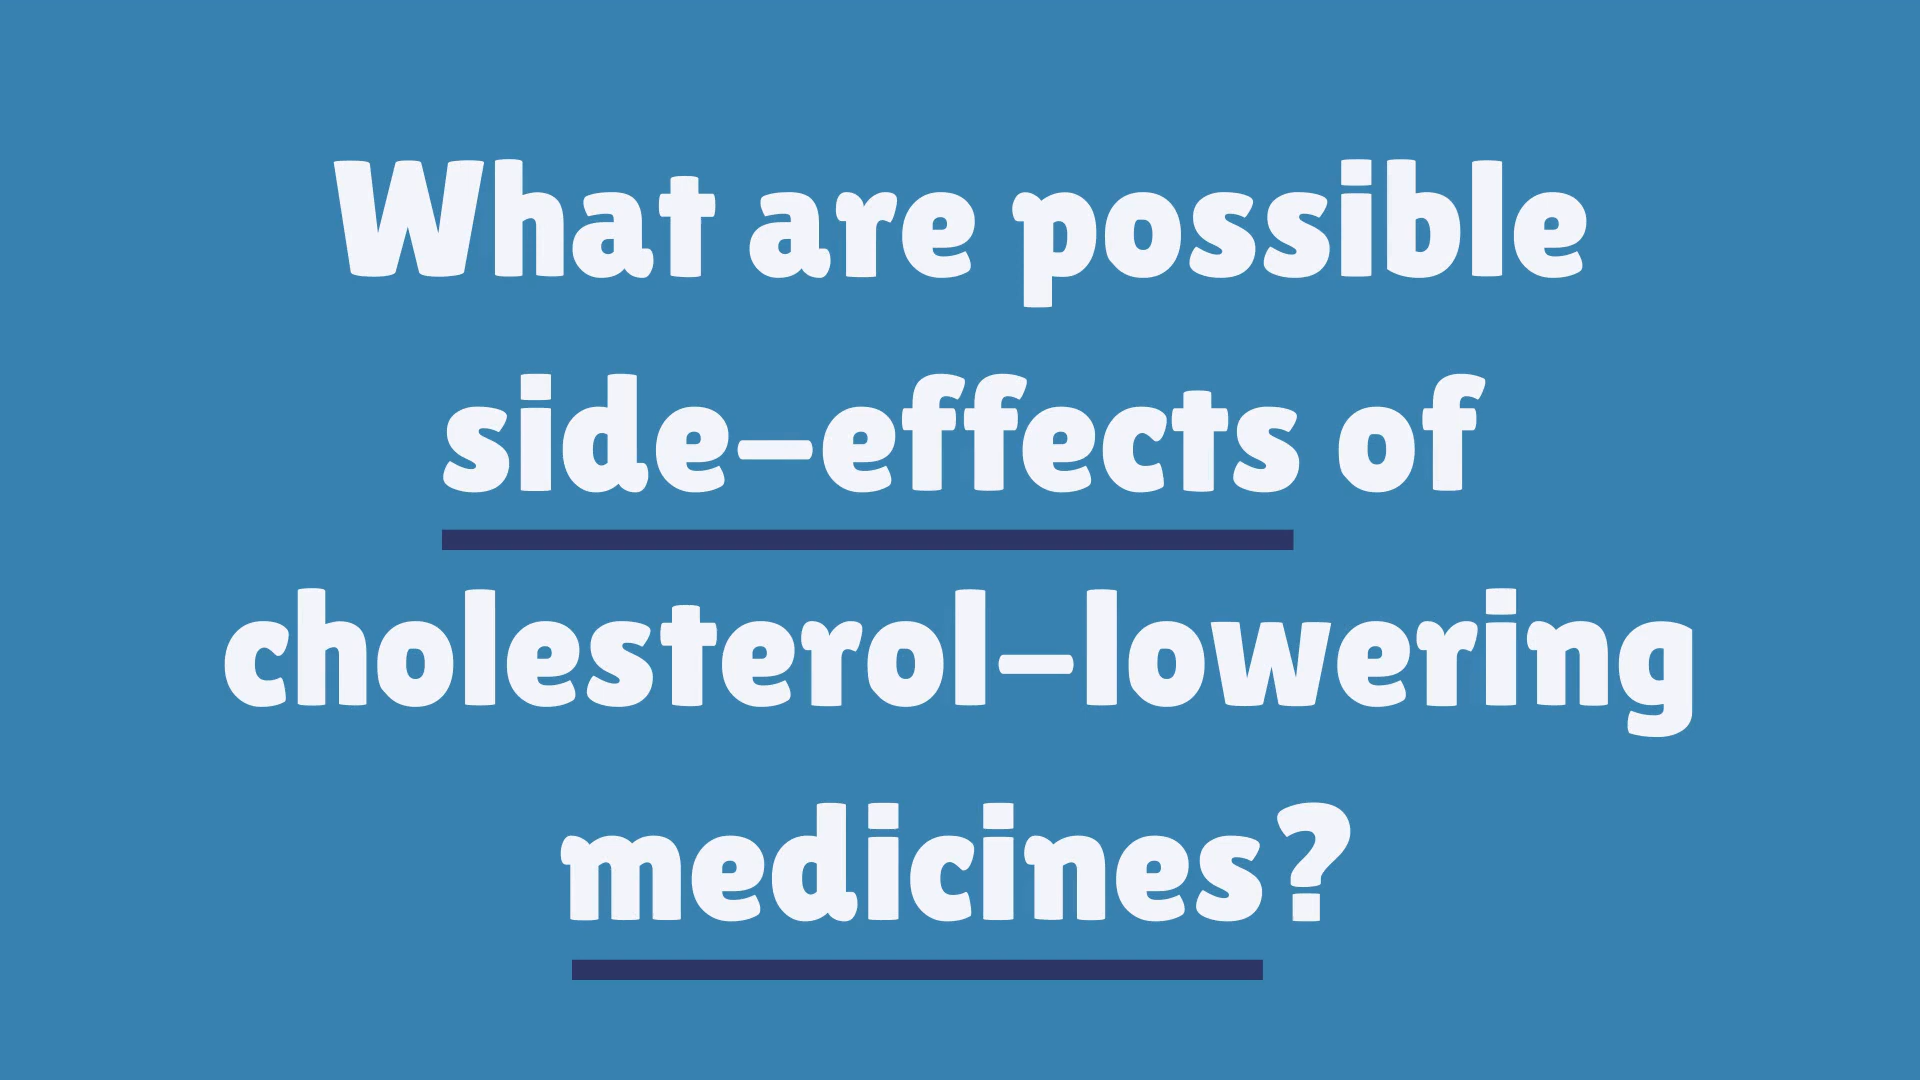 What are possible
side-effects of
cholesterol-lowering
medicines?